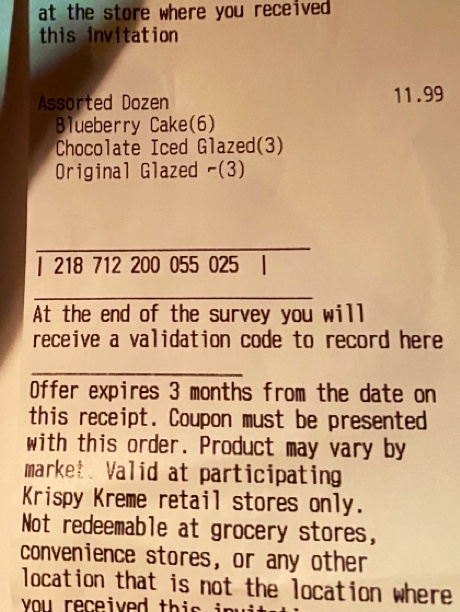 at the store where you received
this invitation
Assorted Dozen 11.99
Blueberry Cake(6)
Chocolate Iced Glazed(3)
Original Glazed ⌐(3)
| 218 712 200 055 025 |
At the end of the survey you will
receive a validation code to record here
Offer expires 3 months from the date on
this receipt. Coupon must be presented
with this order. Product may vary by
market. Valid at participating
Krispy Kreme retail stores only.
Not redeemable at grocery stores,
convenience stores, or any other
location that is not the location where
you received this